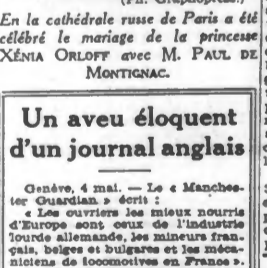 (Ph. Graphopress.)
En la cathédrale russe de Paris a été
célébré le mariage de la princesse
XÉNIA ORLOFF avec M. PAUL DE
MONTIGNAC.
Un aveu éloquent
d'un journal anglais
Genève, 4 mai. — Le « Manches-
ter Guardian » écrit :
« Les ouvriers les mieux nourris
d'Europe sont ceux de l'industrie
lourde allemande, les mineurs fran-
çais, belges et bulgares et les méca-
niciens de locomotives en France ».